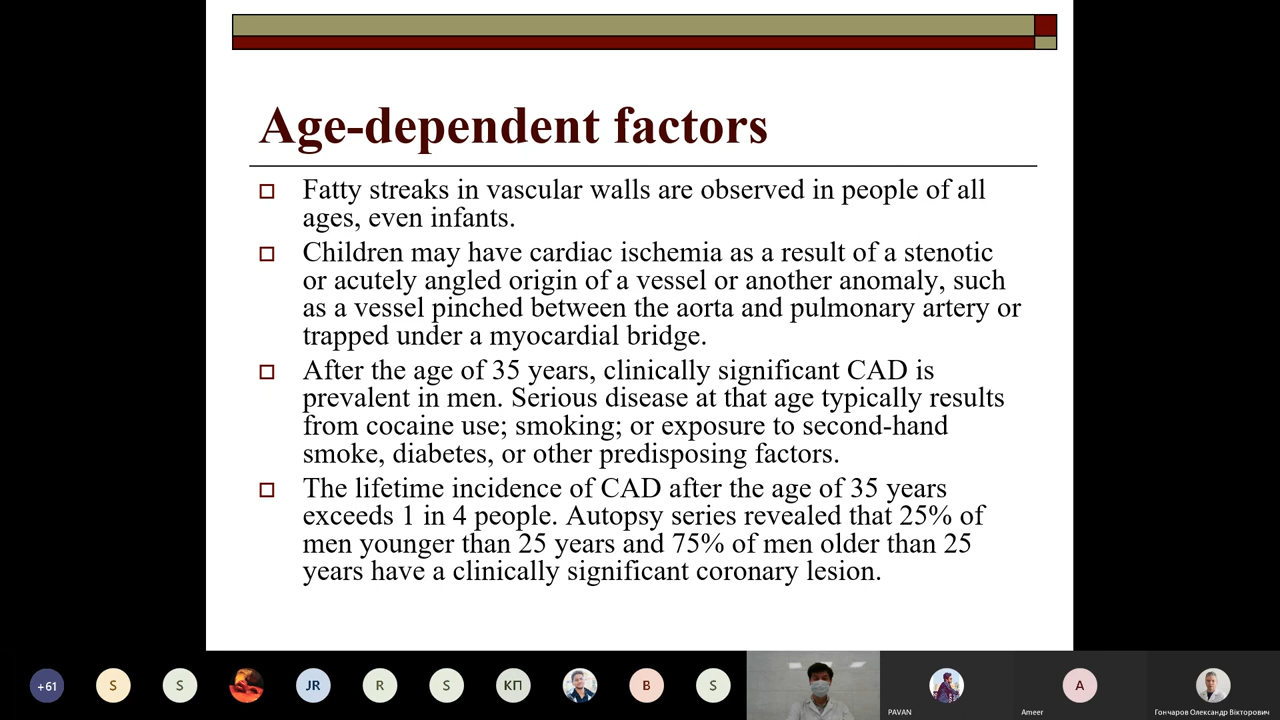 Age-dependent factors
Fatty streaks in vascular walls are observed in people of all
ages, even infants.
Children may have cardiac ischemia as a result of a stenotic
or acutely angled origin of a vessel or another anomaly, such
as a vessel pinched between the aorta and pulmonary artery or
trapped under a myocardial bridge.
After the age of 35 years, clinically significant CAD is
prevalent in men. Serious disease at that age typically results
from cocaine use; smoking; or exposure to second-hand
smoke, diabetes, or other predisposing factors.
The lifetime incidence of CAD after the age of 35 years
exceeds 1 in 4 people. Autopsy series revealed that 25% of
men younger than 25 years and 75% of men older than 25
years have a clinically significant coronary lesion.
+61
S
S
JR
R
S
КП
B
S
PAVAN
A
Ameer
Гончаров Олександр Вікторович